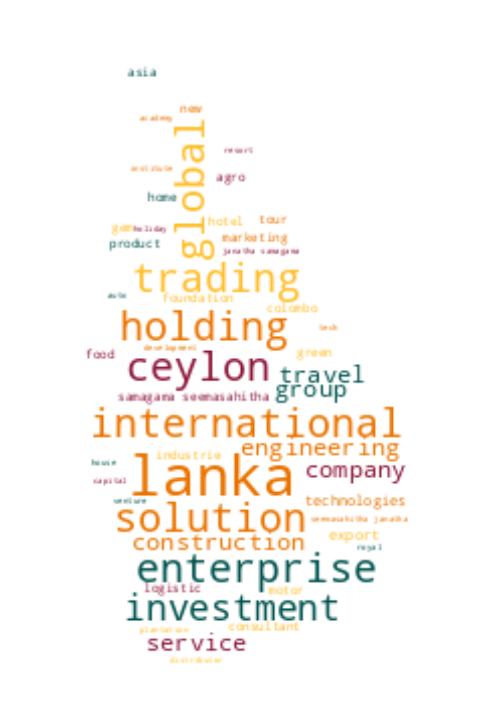 asia
new
academy
global
resort
institute
agro
home
hotel tour
gem holiday
marketing
product
janatha samagama
trading
auto
foundation
colombo
holding
tech
development
green
food
ceylon
travel
group
samagama seemasahitha
international
engineering
industrie
house
lanka
company
capital
venture
technologies
solution
seemasahitha janatha
export
construction
royal
enterprise
logistic
motor
investment
consultant
plantation
service
distributor